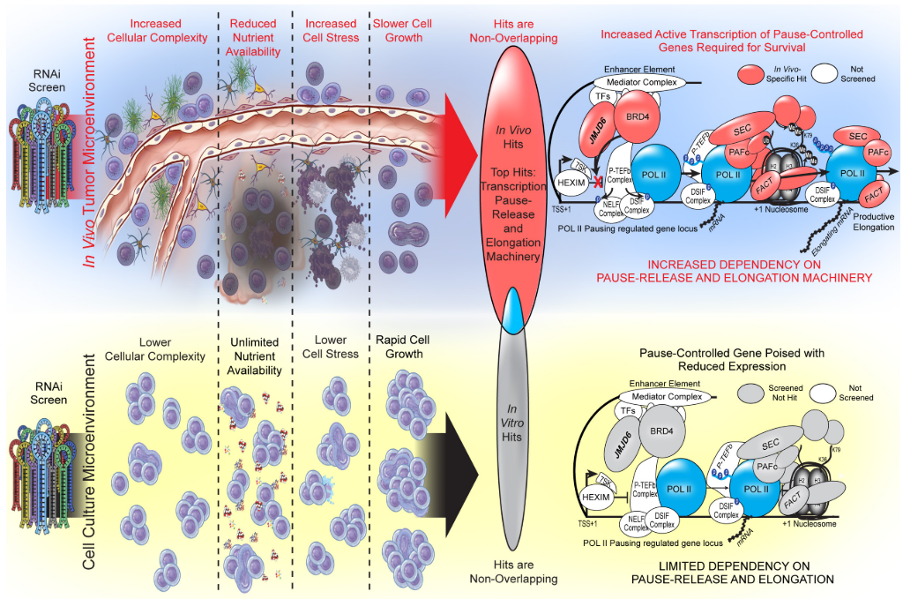 Increased
Cellular Complexity
Reduced
Nutrient
Availability
Increased
Cell Stress
Slower Cell
Growth
Hits are
Non-Overlapping
Increased Active Transcription of Pause-Controlled
Genes Required for Survival
RNAi
Screen
In Vivo Tumor Microenvironment
In Vivo
Hits
Top Hits:
Transcription
Pause-
Release
and
Elongation
Machinery
Enhancer Element
Mediator Complex
TFs
JMJD6
BRD4
In Vivo-
Specific Hit
Not
Screened
7SK
HEXIM
X
P-TEFb
Complex
POL II
P-TEFb
SEC
PAFc
POL II
K79
K36
H2
H3
FACT
SEC
PAFc
POL II
FACT
TSS+1
NELF
Complex
DSIF
Complex
DSIF
Complex
+1 Nucleosome
DSIF
Complex
mRNA
Elongating mRNA
Productive
Elongation
POL II Pausing regulated gene locus
INCREASED DEPENDENCY ON
PAUSE-RELEASE AND ELONGATION MACHINERY
Lower
Cellular Complexity
Unlimited
Nutrient
Availability
Lower
Cell Stress
Rapid Cell
Growth
RNAi
Screen
Cell Culture Microenvironment
In
Vitro
Hits
Hits are
Non-Overlapping
Pause-Controlled Gene Poised with
Reduced Expression
Enhancer Element
Mediator Complex
TFs
JMJD6
BRD4
Screened
Not Hit
Not
Screened
7SK
HEXIM
P-TEFb
Complex
POL II
P-TEFb
SEC
PAFc
POL II
K79
K36
FACT
TSS+1
NELF
Complex
DSIF
Complex
DSIF
Complex
mRNA
+1 Nucleosome
POL II Pausing regulated gene locus
LIMITED DEPENDENCY ON
PAUSE-RELEASE AND ELONGATION